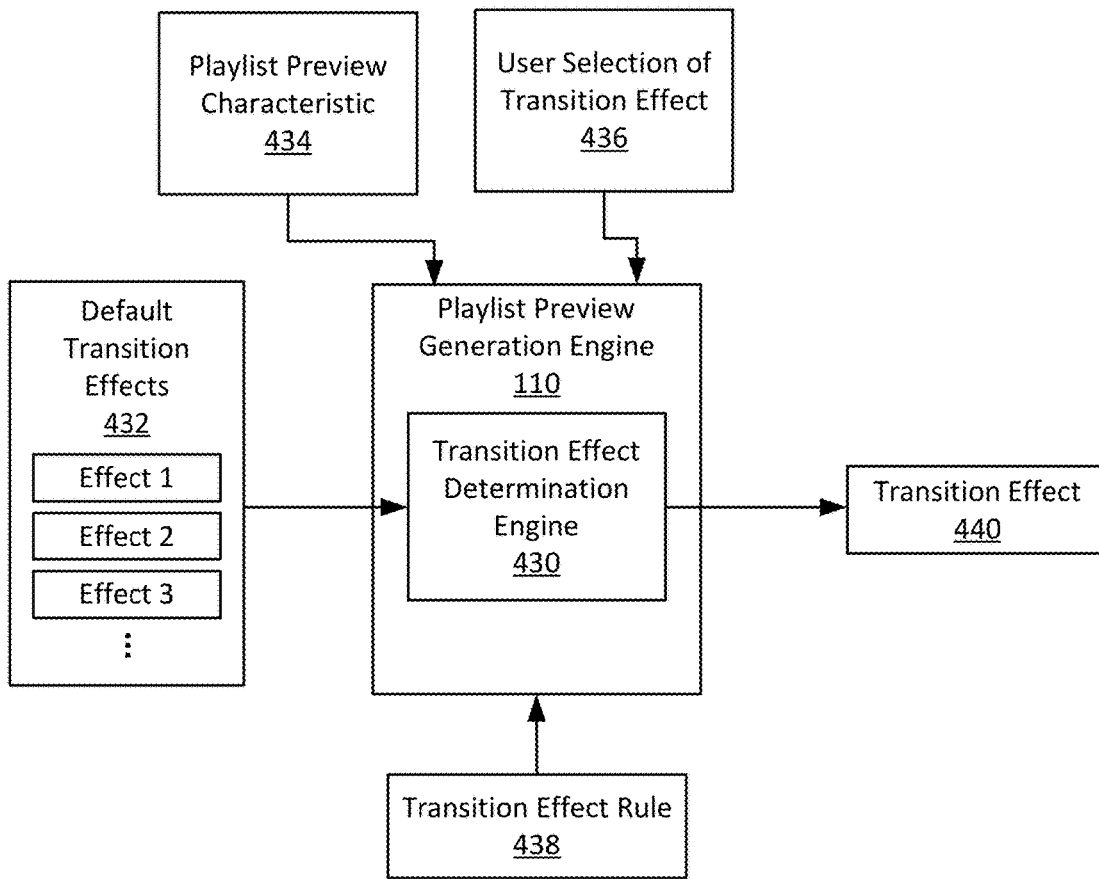 Playlist Preview
Characteristic
434
User Selection of
Transition Effect
436
Default
Transition
Effects
432
Effect 1
Effect 2
Effect 3
Playlist Preview
Generation Engine
110
Transition Effect
Determination
Engine
430
Transition Effect
440
Transition Effect Rule
438